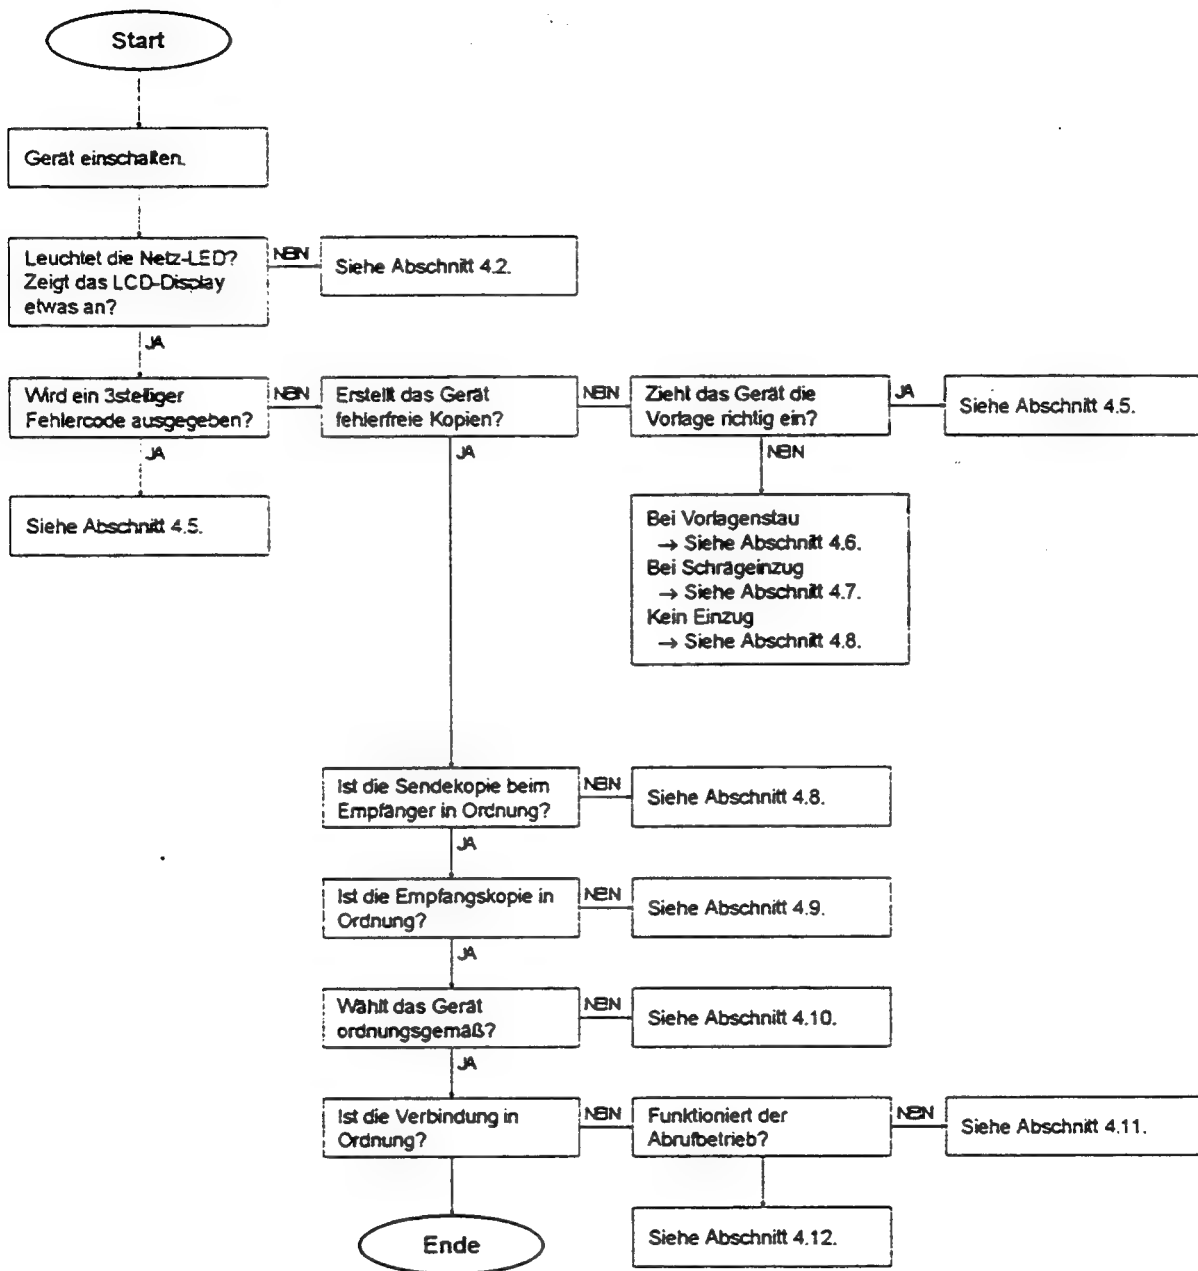 Start
Gerät einschalten.
Leuchtet die Netz-LED?
Zeigt das LCD-Display
etwas an?
NEIN
Siehe Abschnitt 4.2.
JA
Wird ein 3stelliger
Fehlercode ausgegeben?
NEIN
Erstellt das Gerät
fehlerfreie Kopien?
NEIN
Zieht das Gerät die
Vorlage richtig ein?
JA
Siehe Abschnitt 4.5.
JA
JA
NEIN
Siehe Abschnitt 4.5.
Bei Vorlagenstau
→ Siehe Abschnitt 4.6.
Bei Schrägeinzug
→ Siehe Abschnitt 4.7.
Kein Einzug
→ Siehe Abschnitt 4.8.
Ist die Sendekopie beim
Empfänger in Ordnung?
NEIN
Siehe Abschnitt 4.8.
JA
Ist die Empfangskopie in
Ordnung?
NEIN
Siehe Abschnitt 4.9.
JA
Wählt das Gerät
ordnungsgemäß?
NEIN
Siehe Abschnitt 4.10.
JA
Ist die Verbindung in
Ordnung?
NEIN
Funktioniert der
Abrufbetrieb?
NEIN
Siehe Abschnitt 4.11.
Ende
Siehe Abschnitt 4.12.